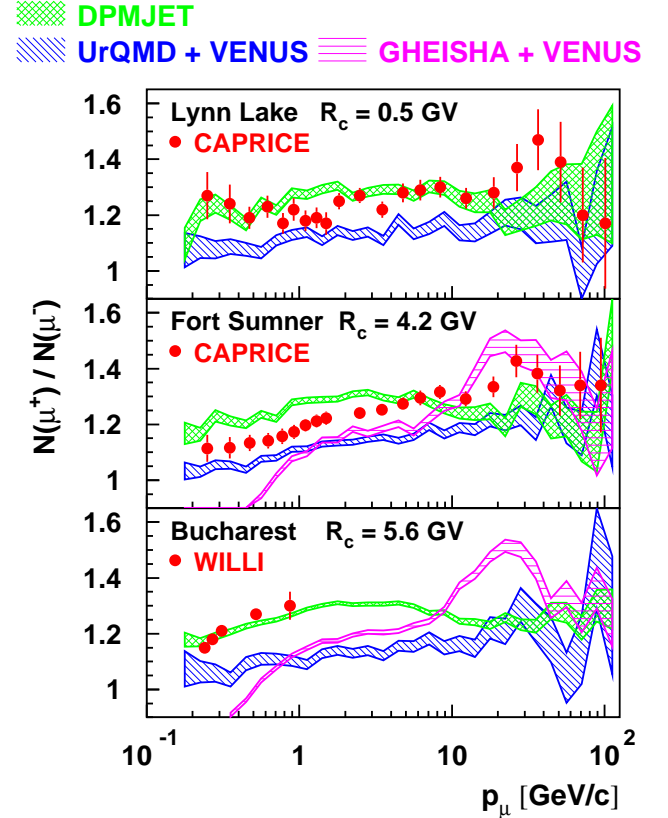 DPMJET
UrQMD + VENUS GHEISHA + VENUS
Lynn Lake R_c = 0.5 GV
CAPRICE
1.6
1.4
1.2
1
Fort Sumner R_c = 4.2 GV
CAPRICE
1.6
1.4
1.2
1
Bucharest R_c = 5.6 GV
WILLI
1.6
1.4
1.2
1
N(μ⁺) / N(μ⁻)
10⁻¹ 1 10 10²
p_μ [GeV/c]